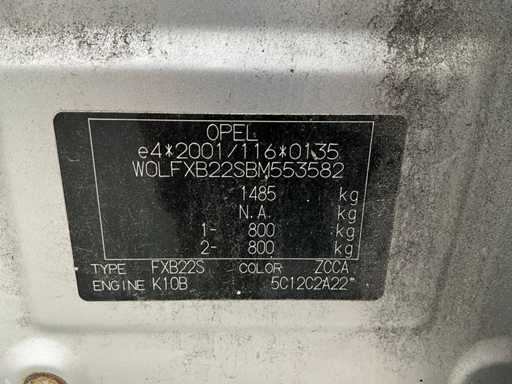 OPEL
e4*2001/116*0135
WOLFXB22SBM553582
1485 kg
N.A. kg
1- 800 kg
2- 800 kg
TYPE FXB22S COLOR ZCCA
ENGINE K10B 5C12C2A22*